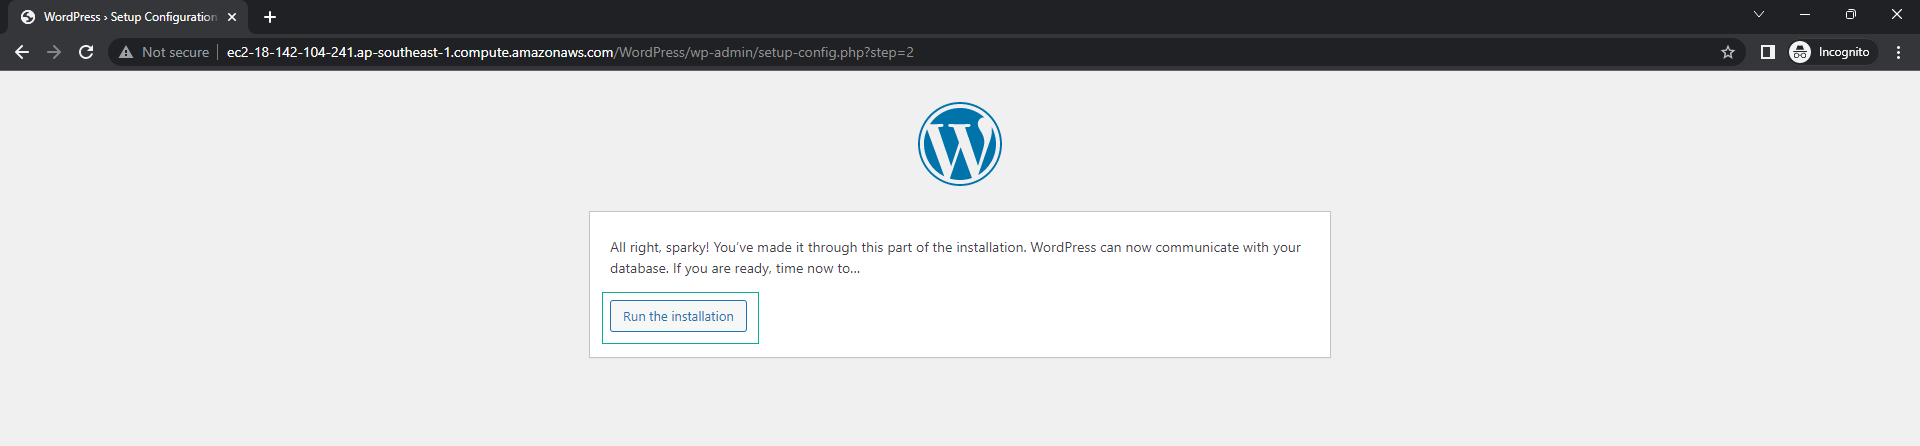 WordPress › Setup Configuration
Not secure
ec2-18-142-104-241.ap-southeast-1.compute.amazonaws.com/WordPress/wp-admin/setup-config.php?step=2
Incognito
All right, sparky! You’ve made it through this part of the installation. WordPress can now communicate with your
database. If you are ready, time now to…
Run the installation